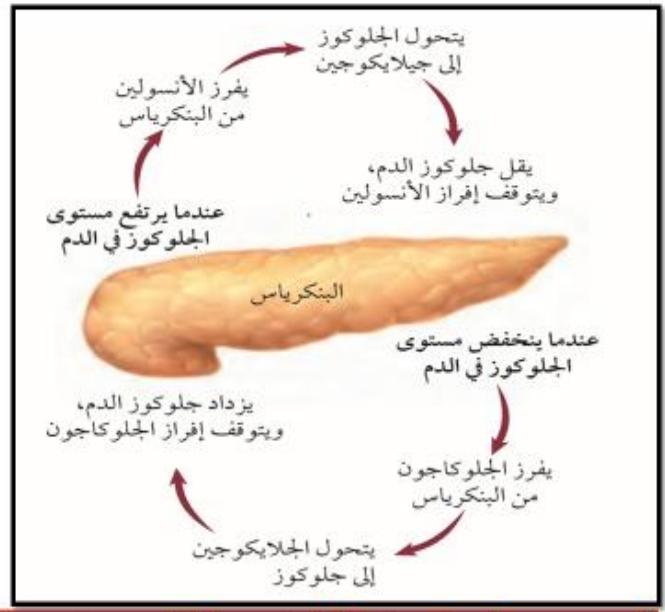 يتحول الجلوكوز
إلى جيلايكوجين
يفرز الأنسولين
من البنكرياس
يقل جلوكوز الدم،
ويتوقف إفراز الأنسولين
عندما يرتفع مستوى
الجلوكوز في الدم
البنكرياس
عندما ينخفض مستوى
الجلوكوز في الدم
يزداد جلوكوز الدم،
ويتوقف إفراز الجلوكاجون
يفرز الجلوكاجون
من البنكرياس
يتحول الجلايكوجين
إلى جلوكوز